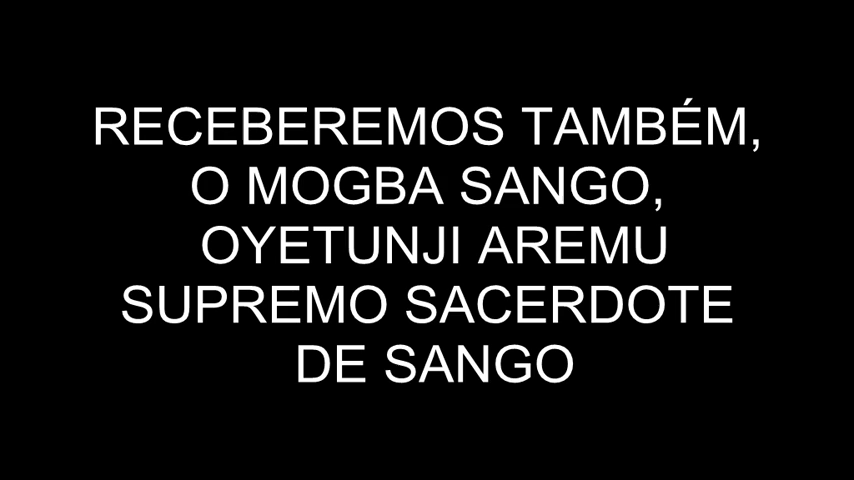 RECEBEREMOS TAMBÉM,
O MOGBA SANGO,
OYETUNJI AREMU
SUPREMO SACERDOTE
DE SANGO